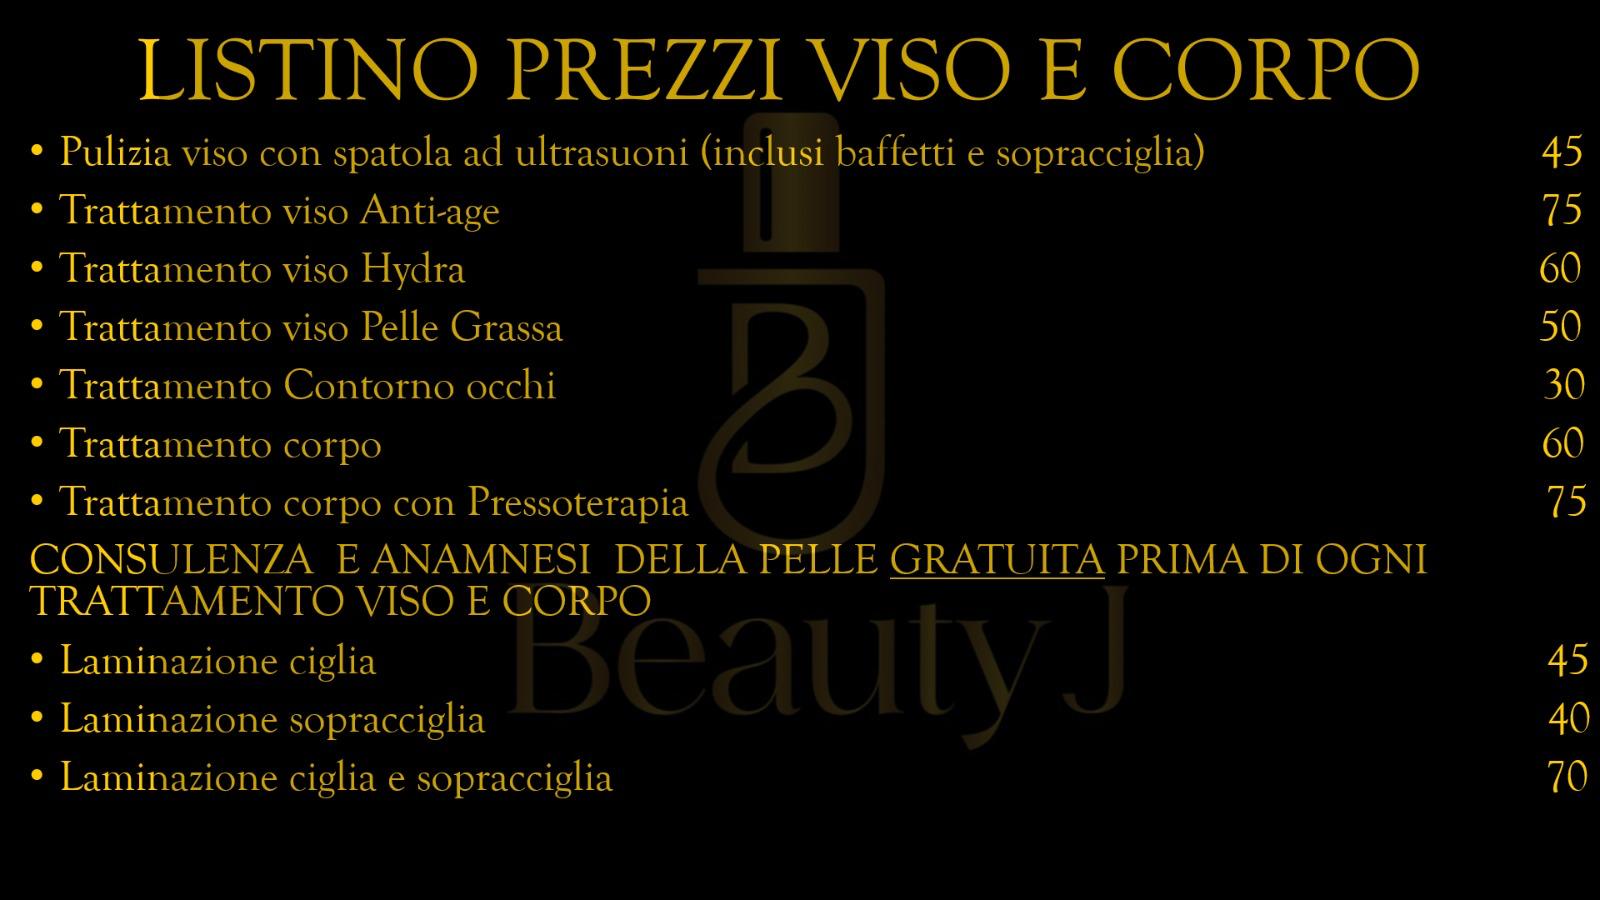 LISTINO PREZZI VISO E CORPO
• Pulizia viso con spatola ad ultrasuoni (inclusi baffetti e sopracciglia) 45
• Trattamento viso Anti-age 75
• Trattamento viso Hydra 60
• Trattamento viso Pelle Grassa 50
• Trattamento Contorno occhi 30
• Trattamento corpo 60
• Trattamento corpo con Pressoterapia 75
CONSULENZA E ANAMNESI DELLA PELLE GRATUITA PRIMA DI OGNI
TRATTAMENTO VISO E CORPO
Beauty J
• Laminazione ciglia 45
• Laminazione sopracciglia 40
• Laminazione ciglia e sopracciglia 70